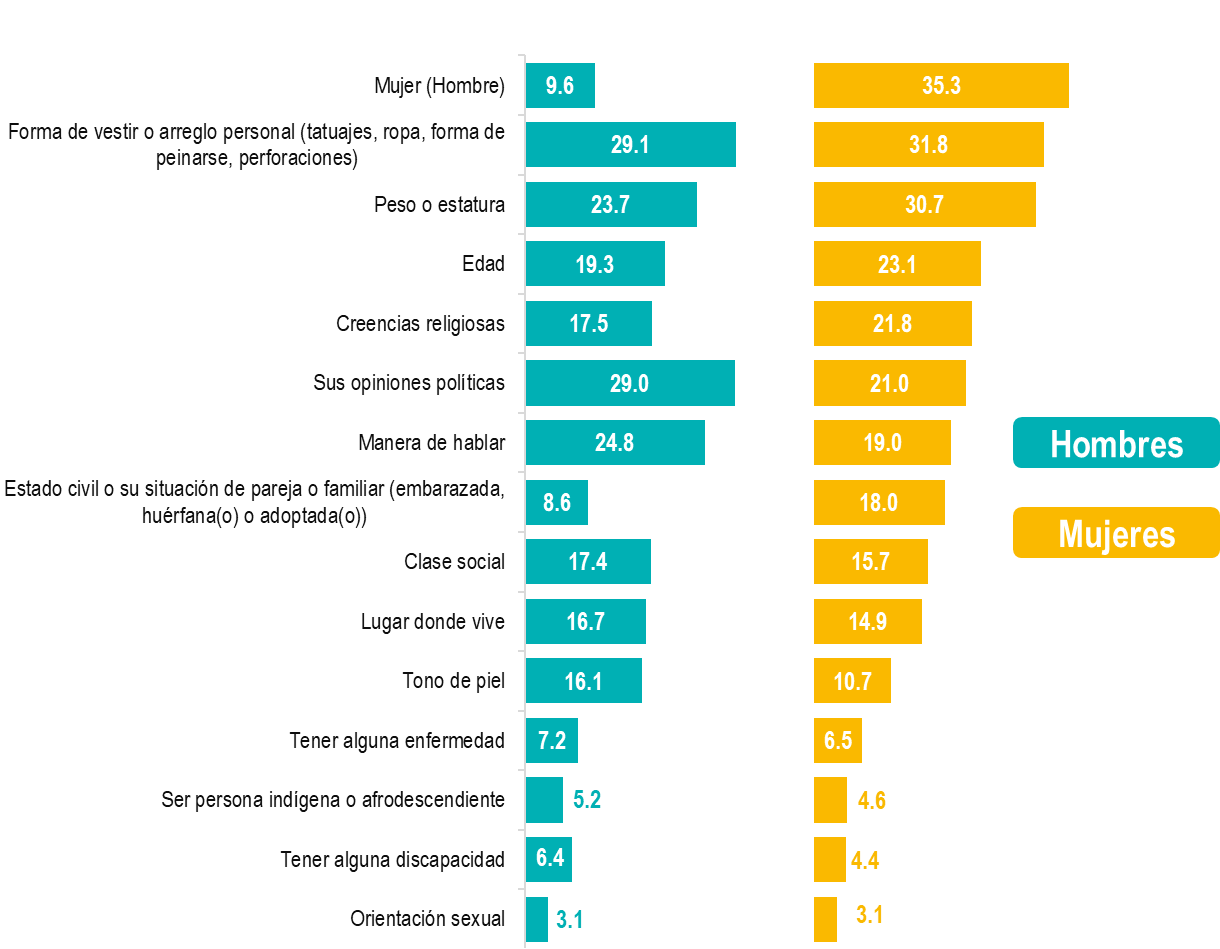 Mujer (Hombre) 9.6 35.3
Forma de vestir o arreglo personal (tatuajes, ropa, forma de
peinarse, perforaciones) 29.1 31.8
Peso o estatura 23.7 30.7
Edad 19.3 23.1
Creencias religiosas 17.5 21.8
Sus opiniones políticas 29.0 21.0
Manera de hablar 24.8 19.0
Hombres
Estado civil o su situación de pareja o familiar (embarazada,
huérfana(o) o adoptada(o)) 8.6 18.0
Mujeres
Clase social 17.4 15.7
Lugar donde vive 16.7 14.9
Tono de piel 16.1 10.7
Tener alguna enfermedad 7.2 6.5
Ser persona indígena o afrodescendiente 5.2 4.6
Tener alguna discapacidad 6.4 4.4
Orientación sexual 3.1 3.1